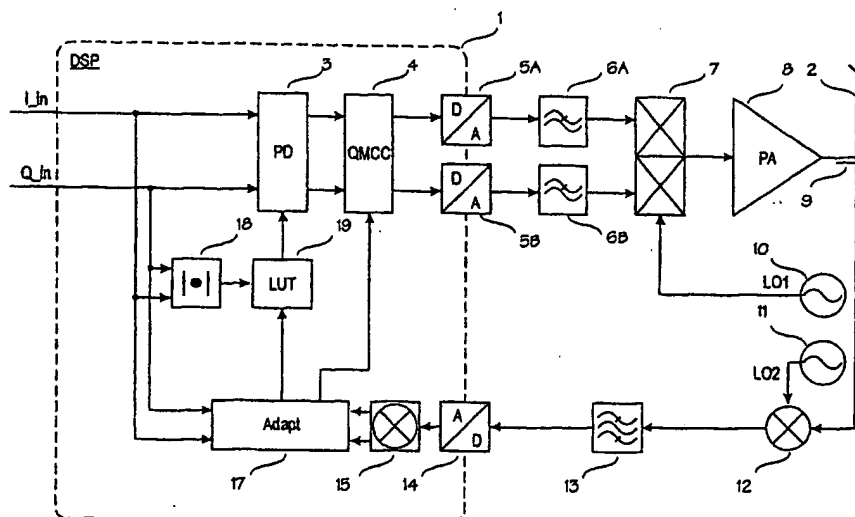 1
DSP
3
4
5A
6A
7
8
2
I_in
D
A
PD
QMCC
PA
Q_in
D
A
9
18
19
5B
6B
10
|•|
LUT
LO1
11
LO2
Adapt
A
D
17
15
14
13
12